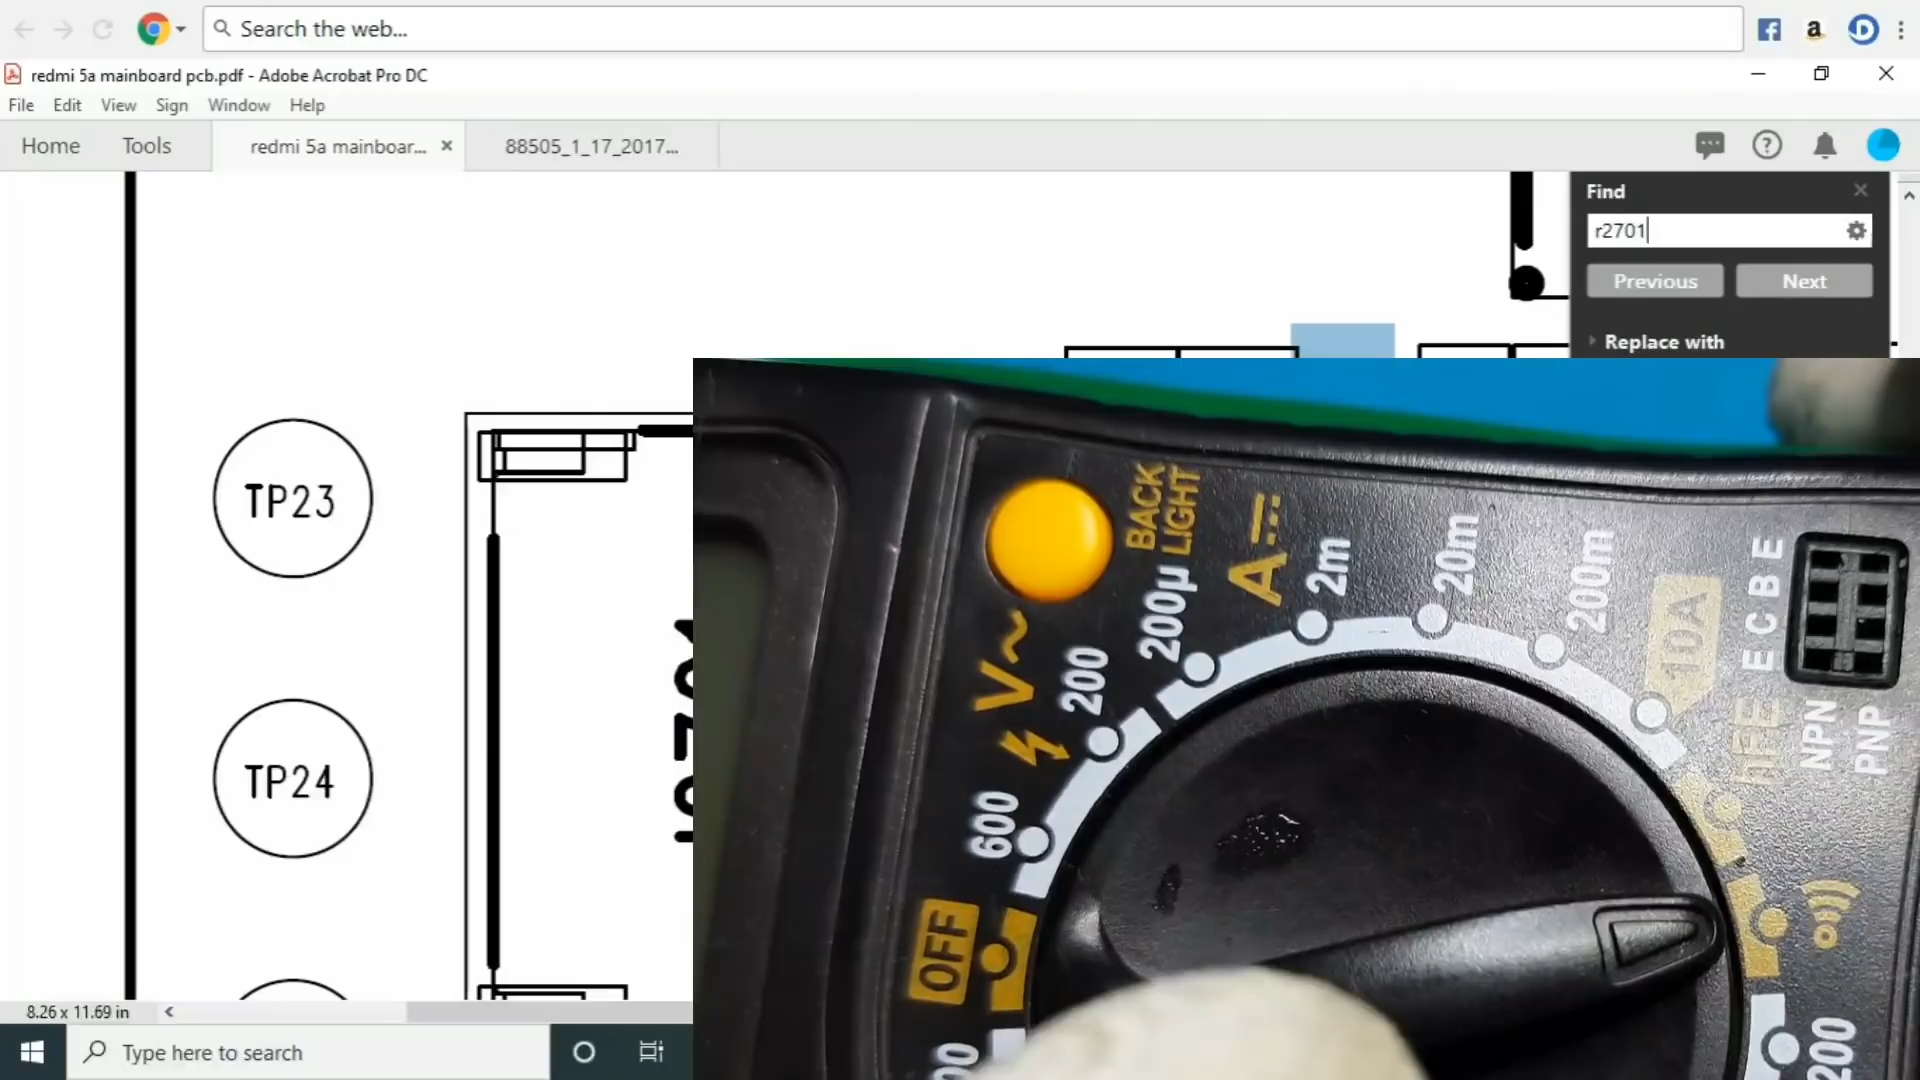 Search the web...
redmi 5a mainboard pcb.pdf - Adobe Acrobat Pro DC
File Edit View Sign Window Help
Home Tools redmi 5a mainboar... × 88505_1_17_2017...
Find
r2701
Previous Next
Replace with
TP23
TP24
BACK
LIGHT
A
2m
20m
200m
10A
200µ
V~
200
600
OFF
hFE
E C B E
NPN
PNP
200
8.26 x 11.69 in
Type here to search